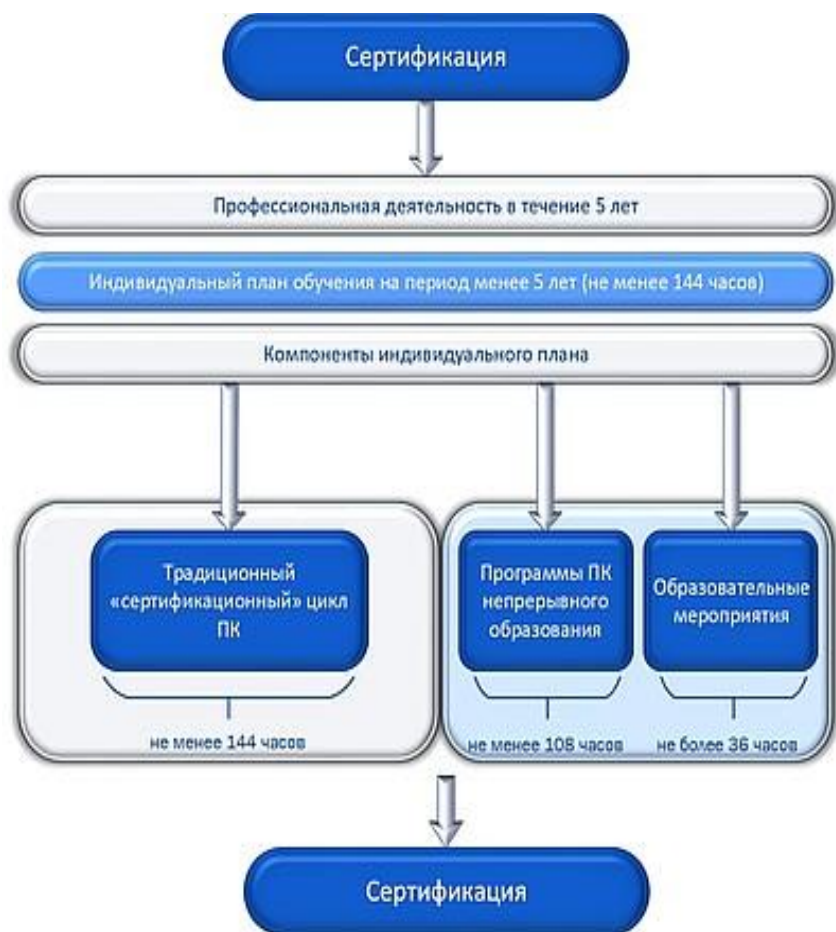 Сертификация
Профессиональная деятельность в течение 5 лет
Индивидуальный план обучения на период менее 5 лет (не менее 144 часов)
Компоненты индивидуального плана
Традиционный
«сертификационный» цикл
ПК
не менее 144 часов
Программы ПК
непрерывного
образования
не менее 108 часов
Образовательные
мероприятия
не более 36 часов
Сертификация